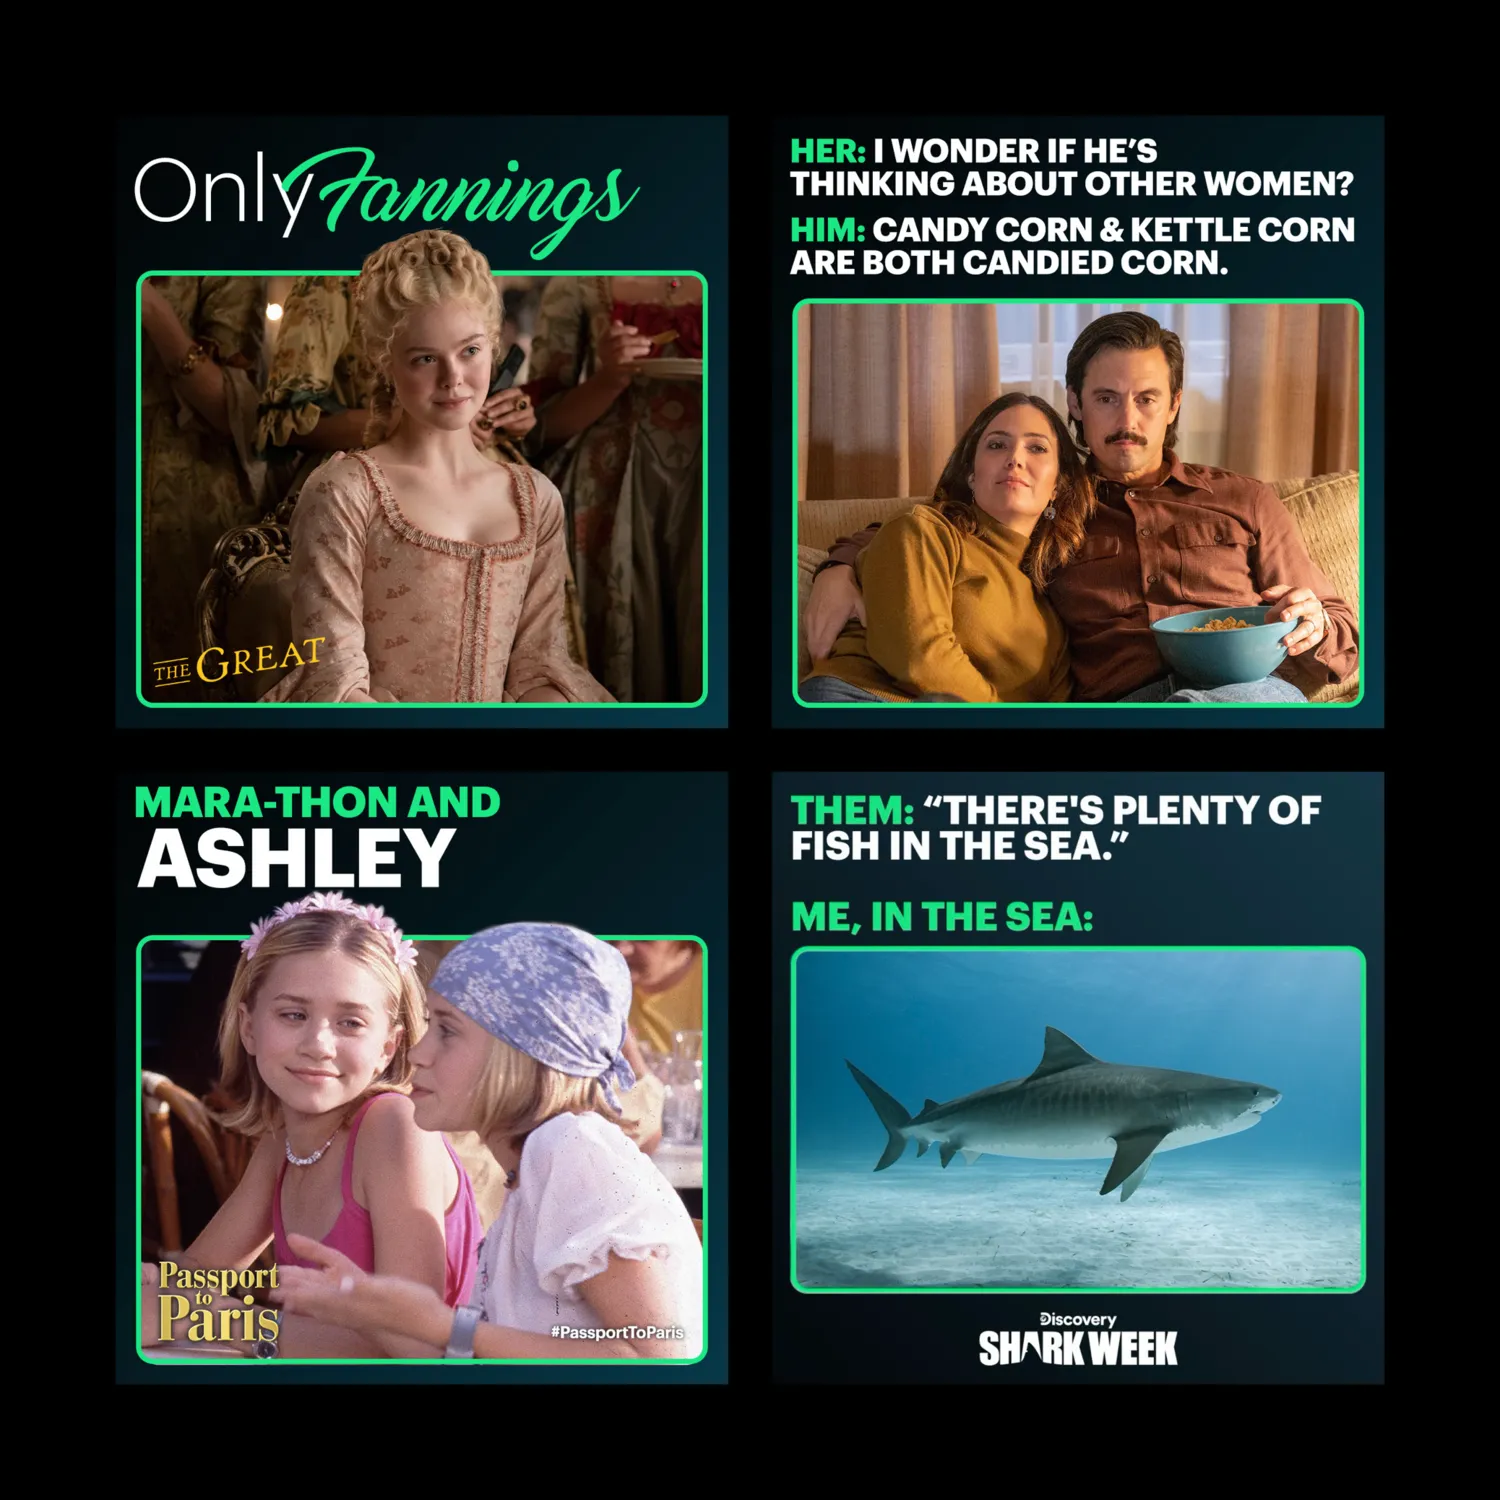 OnlyFannings
THE GREAT
HER: I WONDER IF HE'S
THINKING ABOUT OTHER WOMEN?
HIM: CANDY CORN & KETTLE CORN
ARE BOTH CANDIED CORN.
MARA-THON AND
ASHLEY
Passport
to
Paris
#PassportToParis
THEM: “THERE'S PLENTY OF
FISH IN THE SEA.”
ME, IN THE SEA:
Discovery
SHARK WEEK